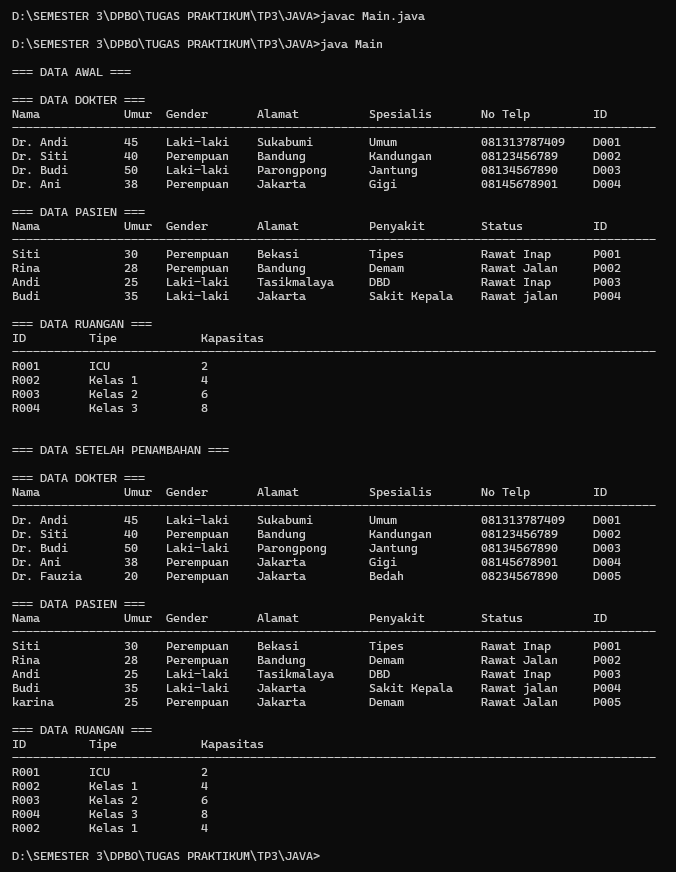 D:\SEMESTER 3\DPBO\TUGAS PRAKTIKUM\TP3\JAVA>javac Main.java
D:\SEMESTER 3\DPBO\TUGAS PRAKTIKUM\TP3\JAVA>java Main
=== DATA AWAL ===
=== DATA DOKTER ===
Nama Umur Gender Alamat Spesialis No Telp ID
--------------------------------------------------------------------------------------------
Dr. Andi 45 Laki-laki Sukabumi Umum 081313787409 D001
Dr. Siti 40 Perempuan Bandung Kandungan 08123456789 D002
Dr. Budi 50 Laki-laki Parongpong Jantung 08134567890 D003
Dr. Ani 38 Perempuan Jakarta Gigi 08145678901 D004
=== DATA PASIEN ===
Nama Umur Gender Alamat Penyakit Status ID
--------------------------------------------------------------------------------------------
Siti 30 Perempuan Bekasi Tipes Rawat Inap P001
Rina 28 Perempuan Bandung Demam Rawat Jalan P002
Andi 25 Laki-laki Tasikmalaya DBD Rawat Inap P003
Budi 35 Laki-laki Jakarta Sakit Kepala Rawat jalan P004
=== DATA RUANGAN ===
ID Tipe Kapasitas
--------------------------------------------------------------------------------------------
R001 ICU 2
R002 Kelas 1 4
R003 Kelas 2 6
R004 Kelas 3 8
=== DATA SETELAH PENAMBAHAN ===
=== DATA DOKTER ===
Nama Umur Gender Alamat Spesialis No Telp ID
--------------------------------------------------------------------------------------------
Dr. Andi 45 Laki-laki Sukabumi Umum 081313787409 D001
Dr. Siti 40 Perempuan Bandung Kandungan 08123456789 D002
Dr. Budi 50 Laki-laki Parongpong Jantung 08134567890 D003
Dr. Ani 38 Perempuan Jakarta Gigi 08145678901 D004
Dr. Fauzia 20 Perempuan Jakarta Bedah 08234567890 D005
=== DATA PASIEN ===
Nama Umur Gender Alamat Penyakit Status ID
--------------------------------------------------------------------------------------------
Siti 30 Perempuan Bekasi Tipes Rawat Inap P001
Rina 28 Perempuan Bandung Demam Rawat Jalan P002
Andi 25 Laki-laki Tasikmalaya DBD Rawat Inap P003
Budi 35 Laki-laki Jakarta Sakit Kepala Rawat jalan P004
karina 25 Perempuan Jakarta Demam Rawat Jalan P005
=== DATA RUANGAN ===
ID Tipe Kapasitas
--------------------------------------------------------------------------------------------
R001 ICU 2
R002 Kelas 1 4
R003 Kelas 2 6
R004 Kelas 3 8
R002 Kelas 1 4
D:\SEMESTER 3\DPBO\TUGAS PRAKTIKUM\TP3\JAVA>